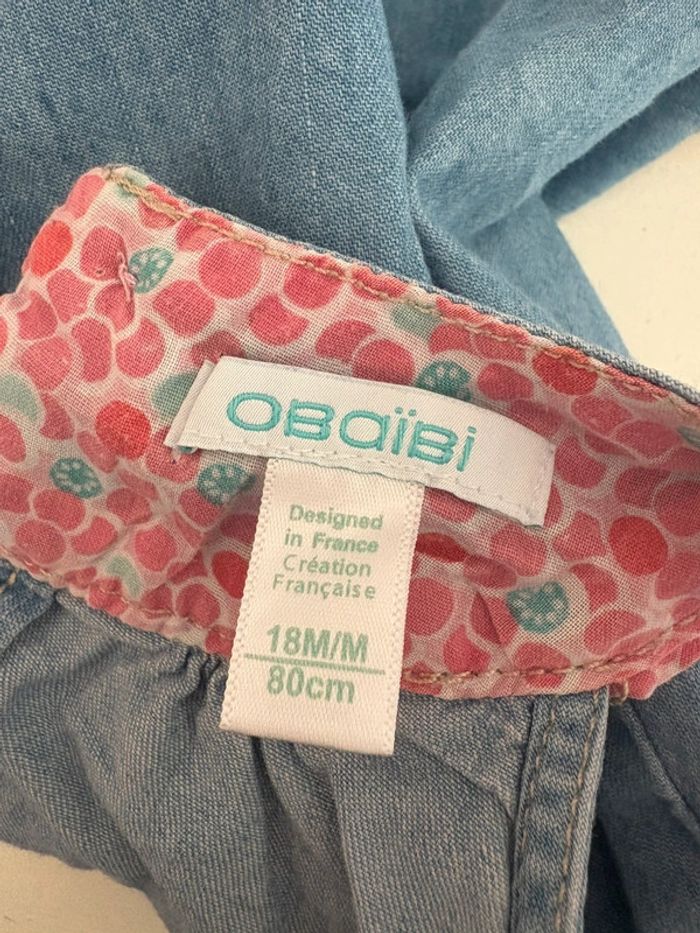 OBaïBi
Designed
in France
Création
Française
18M/M
80cm